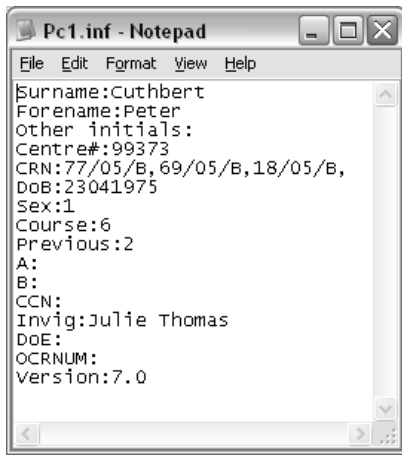 Pc1.inf - Notepad
File Edit Format View Help
Surname:Cuthbert
Forename:Peter
Other initials:
Centre#:99373
CRN:77/05/B,69/05/B,18/05/B,
DoB:23041975
Sex:1
Course:6
Previous:2
A:
B:
CCN:
Invig:Julie Thomas
DoE:
OCRNUM:
Version:7.0